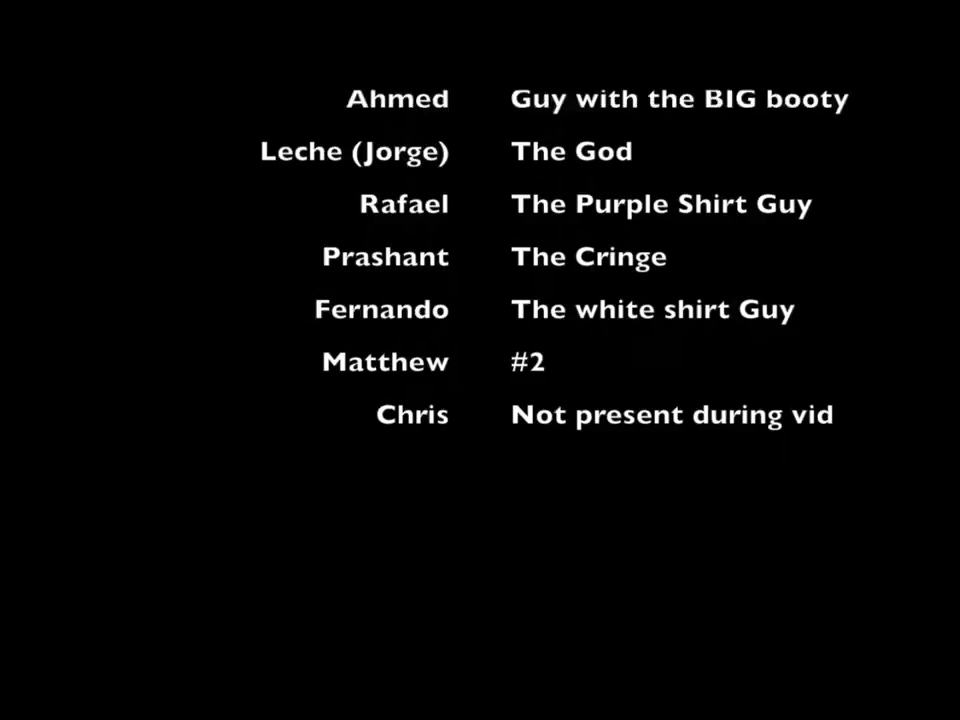 Ahmed Guy with the BIG booty
Leche (Jorge) The God
Rafael The Purple Shirt Guy
Prashant The Cringe
Fernando The white shirt Guy
Matthew #2
Chris Not present during vid